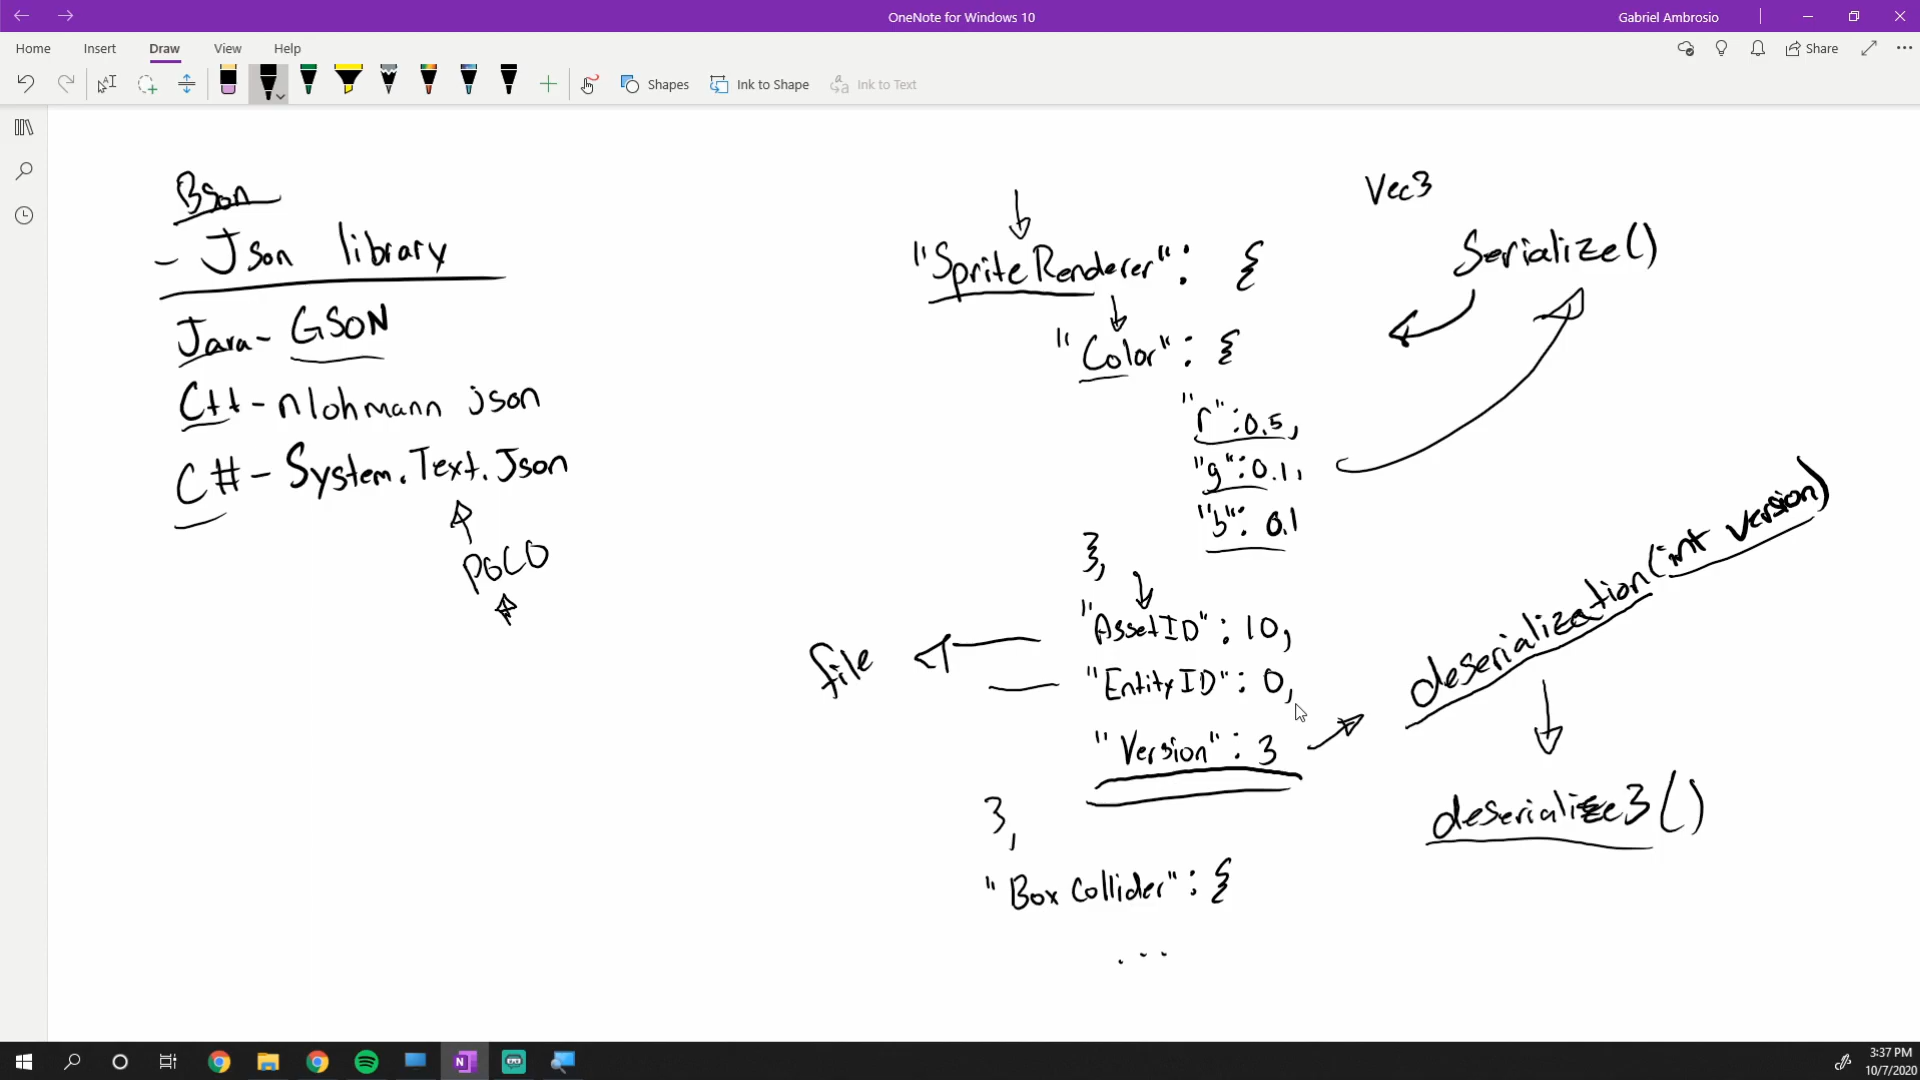 OneNote for Windows 10
Gabriel Ambrosio
Home Insert Draw View Help
Share
Shapes
Ink to Shape
Ink to Text
BSon
- Json library
Java - GSON
C++ - nlohmann json
C# - System.Text.Json
POCO
Vec3
Serialize()
"SpriteRenderer": {
"Color": {
"r":0.5,
"g":0.1,
"b": 0.1
},
"AssetID": 10,
file
"EntityID": 0,
"Version": 3
},
"Box Collider": {
...
deserialization(int version)
deserialize3()
3:37 PM
10/7/2020